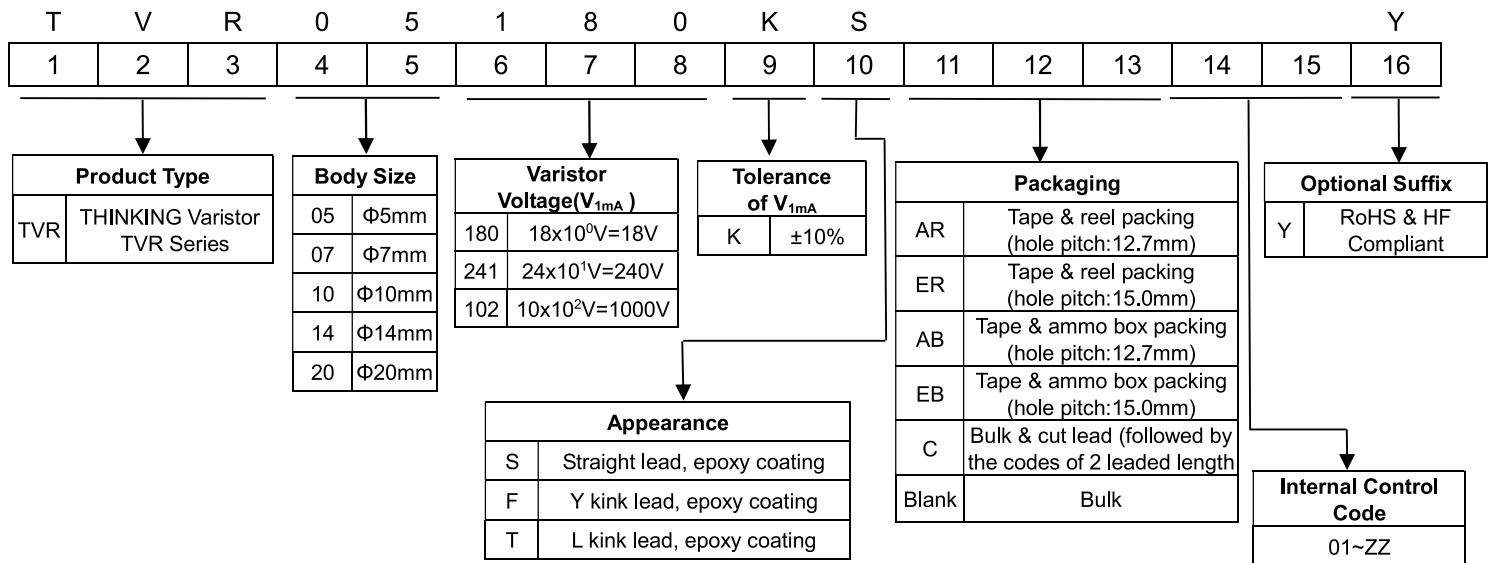 T V R 0 5 1 8 0 K S Y
1 2 3 4 5 6 7 8 9 10 11 12 13 14 15 16
Product Type
TVR THINKING Varistor
TVR Series
Body Size
05 Φ5mm
07 Φ7mm
10 Φ10mm
14 Φ14mm
20 Φ20mm
Varistor
Voltage(V1mA )
180 18x10⁰V=18V
241 24x10¹V=240V
102 10x10²V=1000V
Tolerance
of V1mA
K ±10%
Appearance
S Straight lead, epoxy coating
F Y kink lead, epoxy coating
T L kink lead, epoxy coating
Packaging
AR Tape & reel packing
(hole pitch:12.7mm)
ER Tape & reel packing
(hole pitch:15.0mm)
AB Tape & ammo box packing
(hole pitch:12.7mm)
EB Tape & ammo box packing
(hole pitch:15.0mm)
C Bulk & cut lead (followed by
the codes of 2 leaded length
Blank Bulk
Internal Control
Code
01~ZZ
Optional Suffix
Y RoHS & HF
Compliant